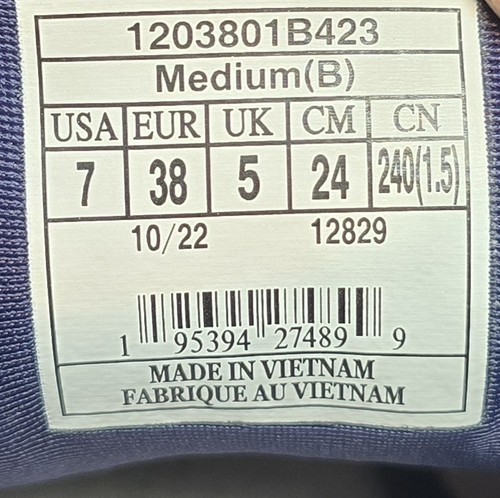 1203801B423
Medium(B)
USA EUR UK CM CN
7 38 5 24 240(1.5)
10/22 12829
1 95394 27489 9
MADE IN VIETNAM
FABRIQUE AU VIETNAM